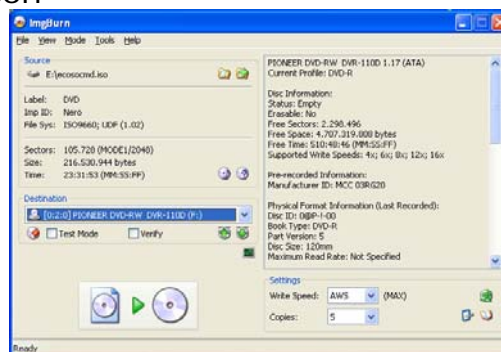 ImgBurn
File View Mode Tools Help
Source
E:\ecosocmd.iso
Label: DVD
Imp ID: Nero
File Sys: ISO9660; UDF (1.02)
Sectors: 105.728 (MODE1/2048)
Size: 216.530.944 bytes
Time: 23:31:53 (MM:SS:FF)
Destination
[0:2:0] PIONEER DVD-RW DVR-110D (F:)
Test Mode Verify
PIONEER DVD-RW DVR-110D 1.17 (ATA)
Current Profile: DVD-R
Disc Information:
Status: Empty
Erasable: No
Free Sectors: 2.298.496
Free Space: 4.707.319.808 bytes
Free Time: 510:48:46 (MM:SS:FF)
Supported Write Speeds: 4x; 6x; 8x; 12x; 16x
Pre-recorded Information:
Manufacturer ID: MCC 03RG20
Physical Format Information (Last Recorded):
Book Type: DVD-R
Part Version: 5
Disc Size: 120mm
Maximum Read Rate: Not Specified
Settings
Write Speed: AWS (MAX)
Copies: 5
Ready